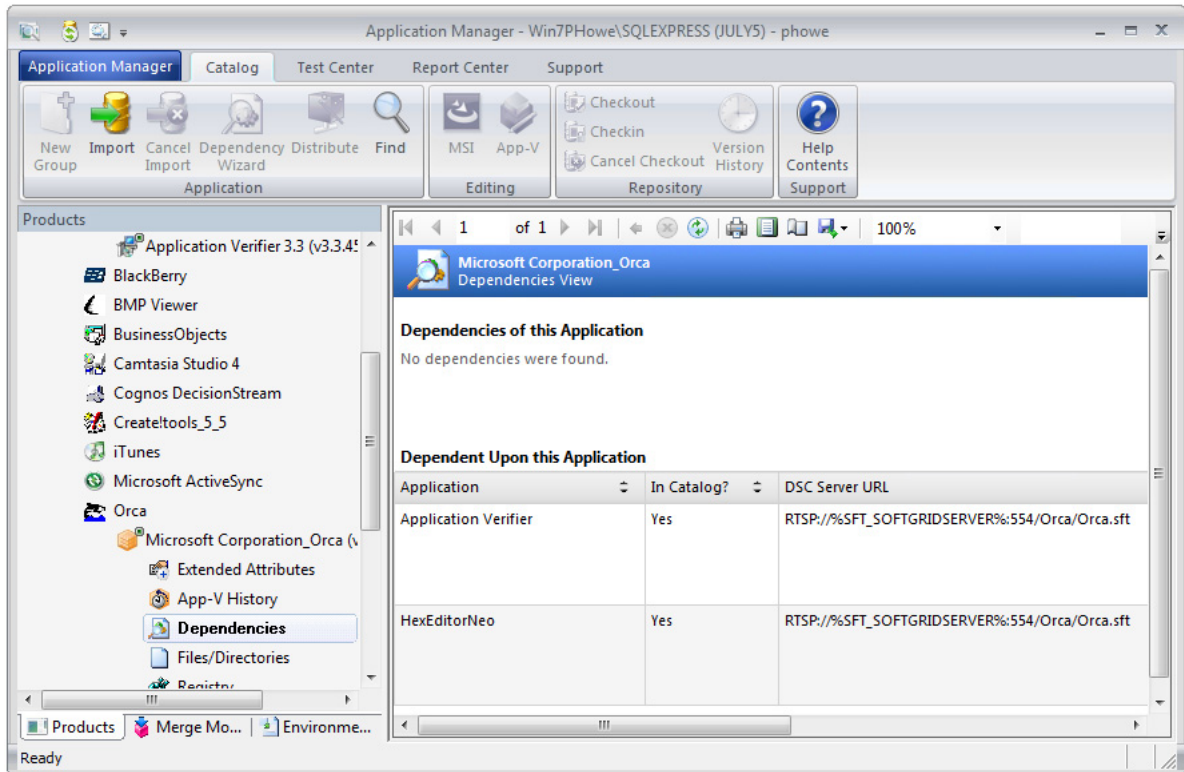 Application Manager - Win7PHowe\SQLEXPRESS (JULY5) - phowe
Application Manager Catalog Test Center Report Center Support
New Group Import Cancel Import Dependency Wizard Distribute Find MSI App-V Checkout Checkin Cancel Checkout Version History Help Contents
Application Editing Repository Support
Products
Application Verifier 3.3 (v3.3.45
BlackBerry
BMP Viewer
BusinessObjects
Camtasia Studio 4
Cognos DecisionStream
Create!tools_5_5
iTunes
Microsoft ActiveSync
Orca
Microsoft Corporation_Orca (v
Extended Attributes
App-V History
Dependencies
Files/Directories
Registry
Products Merge Mo... Environme...
1 of 1 100%
Microsoft Corporation_Orca
Dependencies View
Dependencies of this Application
No dependencies were found.
Dependent Upon this Application
Application In Catalog? DSC Server URL
Application Verifier Yes RTSP://%SFT_SOFTGRIDSERVER%:554/Orca/Orca.sft
HexEditorNeo Yes RTSP://%SFT_SOFTGRIDSERVER%:554/Orca/Orca.sft
Ready